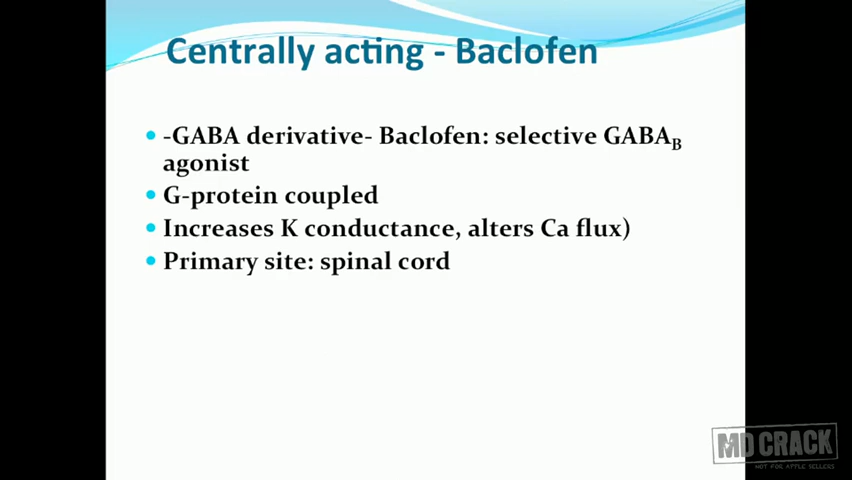 Centrally acting - Baclofen
-GABA derivative- Baclofen: selective GABAB
agonist
G-protein coupled
Increases K conductance, alters Ca flux)
Primary site: spinal cord
MD CRACK
NOT FOR APPLE SELLERS